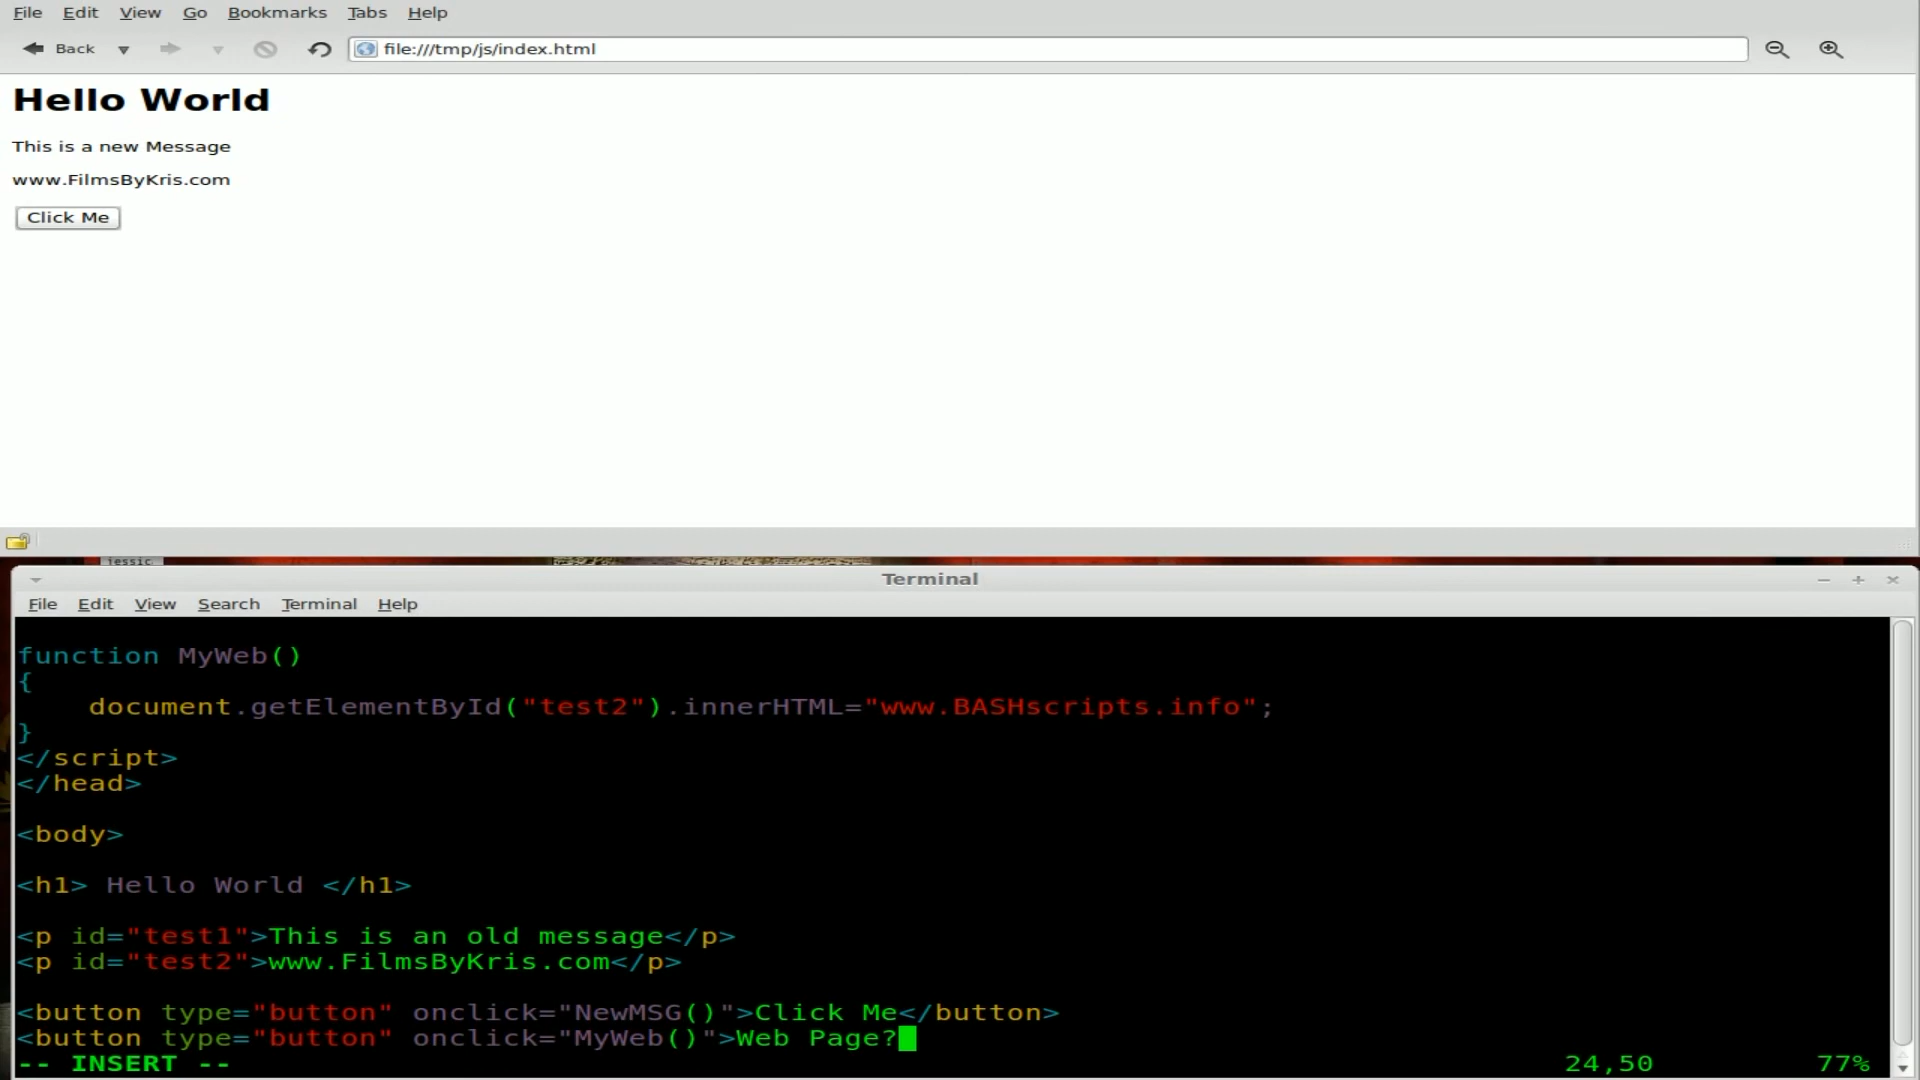 File Edit View Go Bookmarks Tabs Help
Back file:///tmp/js/index.html
Hello World
This is a new Message
www.FilmsByKris.com
Click Me
jessic
Terminal
File Edit View Search Terminal Help
function MyWeb()
{
    document.getElementById("test2").innerHTML="www.BASHscripts.info";
}
</script>
</head>
<body>
<h1> Hello World </h1>
<p id="test1">This is an old message</p>
<p id="test2">www.FilmsByKris.com</p>
<button type="button" onclick="NewMSG()">Click Me</button>
<button type="button" onclick="MyWeb()">Web Page?
-- INSERT -- 24,50 77%